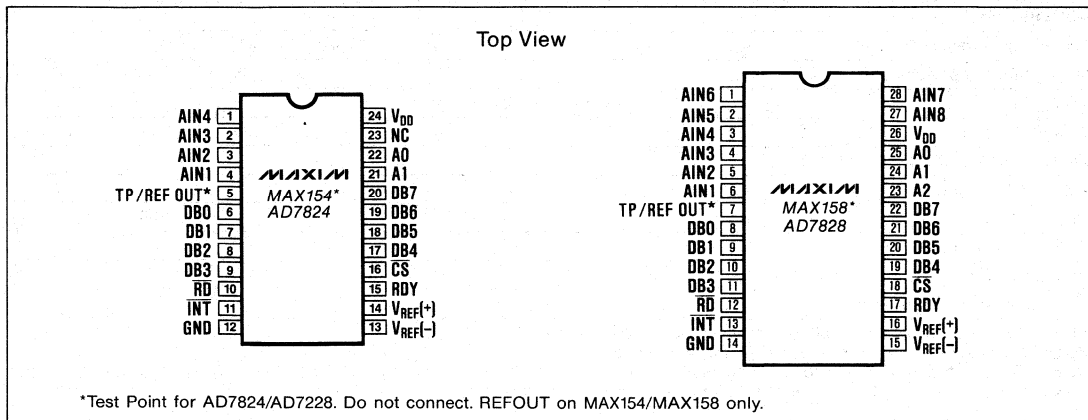 Top View
AIN4 1
AIN3 2
AIN2 3
AIN1 4
TP/REF OUT* 5
DB0 6
DB1 7
DB2 8
DB3 9
R̅D̅ 10
I̅N̅T̅ 11
GND 12
MAXIM
MAX154*
AD7824
24 VDD
23 NC
22 A0
21 A1
20 DB7
19 DB6
18 DB5
17 DB4
16 C̅S̅
15 RDY
14 VREF(+)
13 VREF(-)
AIN6 1
AIN5 2
AIN4 3
AIN3 4
AIN2 5
AIN1 6
TP/REF OUT* 7
DB0 8
DB1 9
DB2 10
DB3 11
R̅D̅ 12
I̅N̅T̅ 13
GND 14
MAXIM
MAX158*
AD7828
28 AIN7
27 AIN8
26 VDD
25 A0
24 A1
23 A2
22 DB7
21 DB6
20 DB5
19 DB4
18 C̅S̅
17 RDY
16 VREF(+)
15 VREF(-)
*Test Point for AD7824/AD7228. Do not connect. REFOUT on MAX154/MAX158 only.